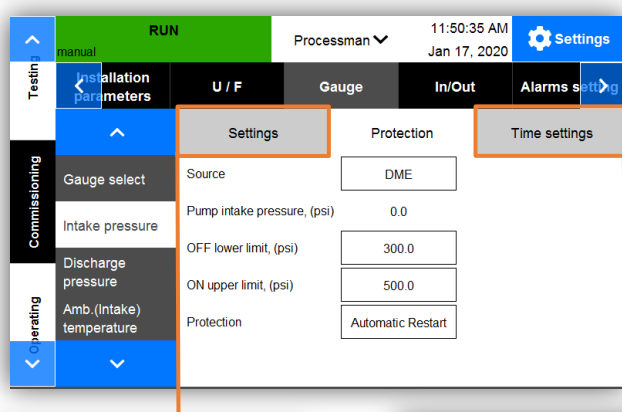 RUN
manual
Processman
11:50:35 AM
Jan 17, 2020
Settings
Testing
Commissioning
Operating
Installation
parameters
U / F
Gauge
In/Out
Alarms setting
Gauge select
Intake pressure
Discharge
pressure
Amb.(Intake)
temperature
Settings
Protection
Time settings
Source
DME
Pump intake pressure, (psi)
0.0
OFF lower limit, (psi)
300.0
ON upper limit, (psi)
500.0
Protection
Automatic Restart